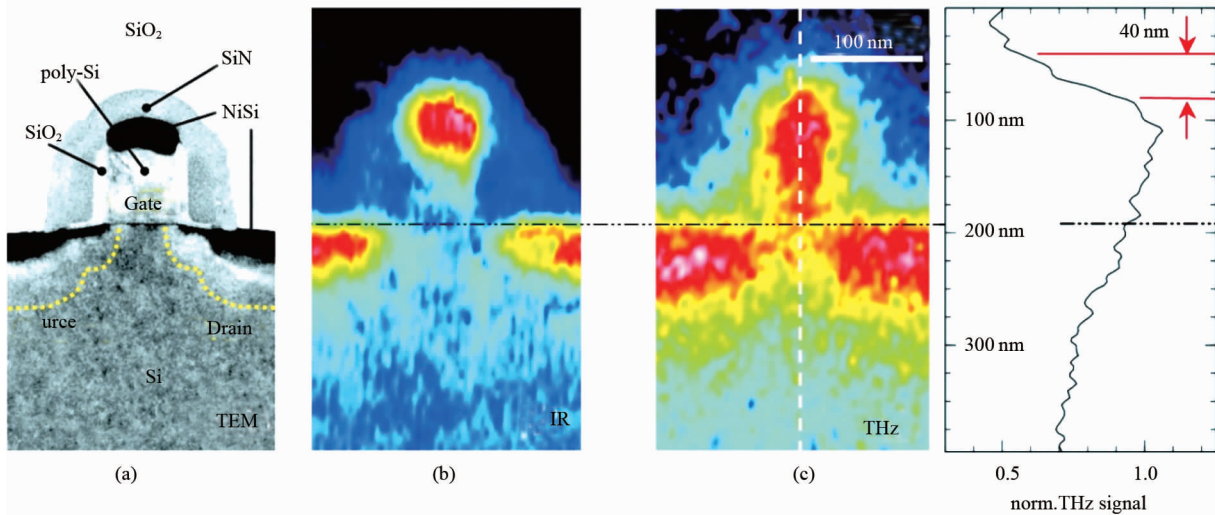 SiO₂
SiN
poly-Si
NiSi
SiO₂
Gate
urce
Drain
Si
TEM
(a)
IR
(b)
100 nm
THz
(c)
40 nm
100 nm
200 nm
300 nm
0.5
1.0
norm.THz signal